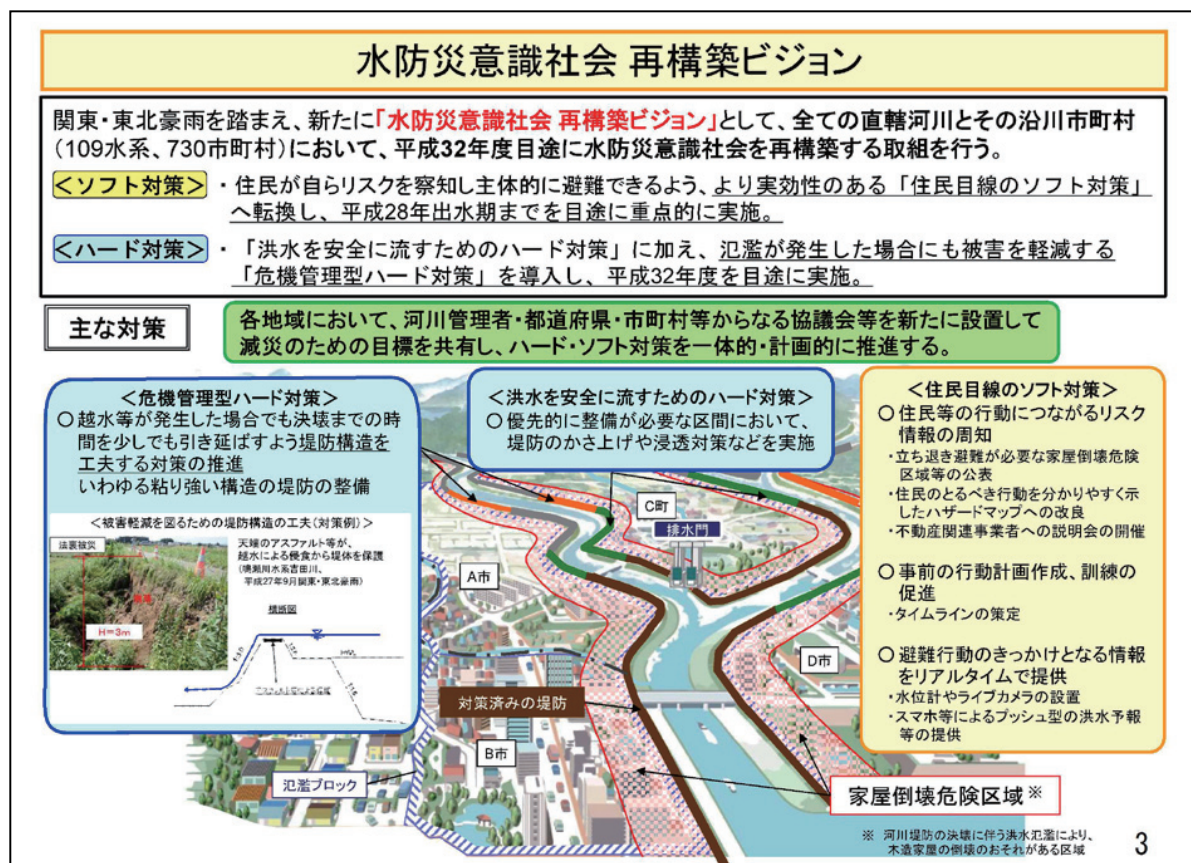 水防災意識社会 再構築ビジョン
関東・東北豪雨を踏まえ、新たに「水防災意識社会 再構築ビジョン」として、全ての直轄河川とその沿川市町村
(109水系、730市町村)において、平成32年度目途に水防災意識社会を再構築する取組を行う。
<ソフト対策> ・住民が自らリスクを察知し主体的に避難できるよう、より実効性のある「住民目線のソフト対策」
へ転換し、平成28年出水期までを目途に重点的に実施。
<ハード対策> ・「洪水を安全に流すためのハード対策」に加え、氾濫が発生した場合にも被害を軽減する
「危機管理型ハード対策」を導入し、平成32年度を目途に実施。
主な対策
各地域において、河川管理者・都道府県・市町村等からなる協議会等を新たに設置して
減災のための目標を共有し、ハード・ソフト対策を一体的・計画的に推進する。
<危機管理型ハード対策>
○越水等が発生した場合でも決壊までの時
間を少しでも引き延ばすよう堤防構造を
工夫する対策の推進
いわゆる粘り強い構造の堤防の整備
<被害軽減を図るための堤防構造の工夫(対策例)>
法裏被災
H=3m
天端のアスファルト等が、
越水による侵食から堤体を保護
(鳴瀬川水系吉田川、
平成27年9月関東・東北豪雨)
横断図
<洪水を安全に流すためのハード対策>
○優先的に整備が必要な区間において、
堤防のかさ上げや浸透対策などを実施
<住民目線のソフト対策>
○住民等の行動につながるリスク
情報の周知
・立ち退き避難が必要な家屋倒壊危険
区域等の公表
・住民のとるべき行動を分かりやすく示
したハザードマップへの改良
・不動産関連事業者への説明会の開催
○事前の行動計画作成、訓練の
促進
・タイムラインの策定
○避難行動のきっかけとなる情報
をリアルタイムで提供
・水位計やライブカメラの設置
・スマホ等によるプッシュ型の洪水予報
等の提供
C町
排水門
A市
D市
対策済みの堤防
B市
氾濫ブロック
家屋倒壊危険区域※
※ 河川堤防の決壊に伴う洪水氾濫により、
木造家屋の倒壊のおそれがある区域
3